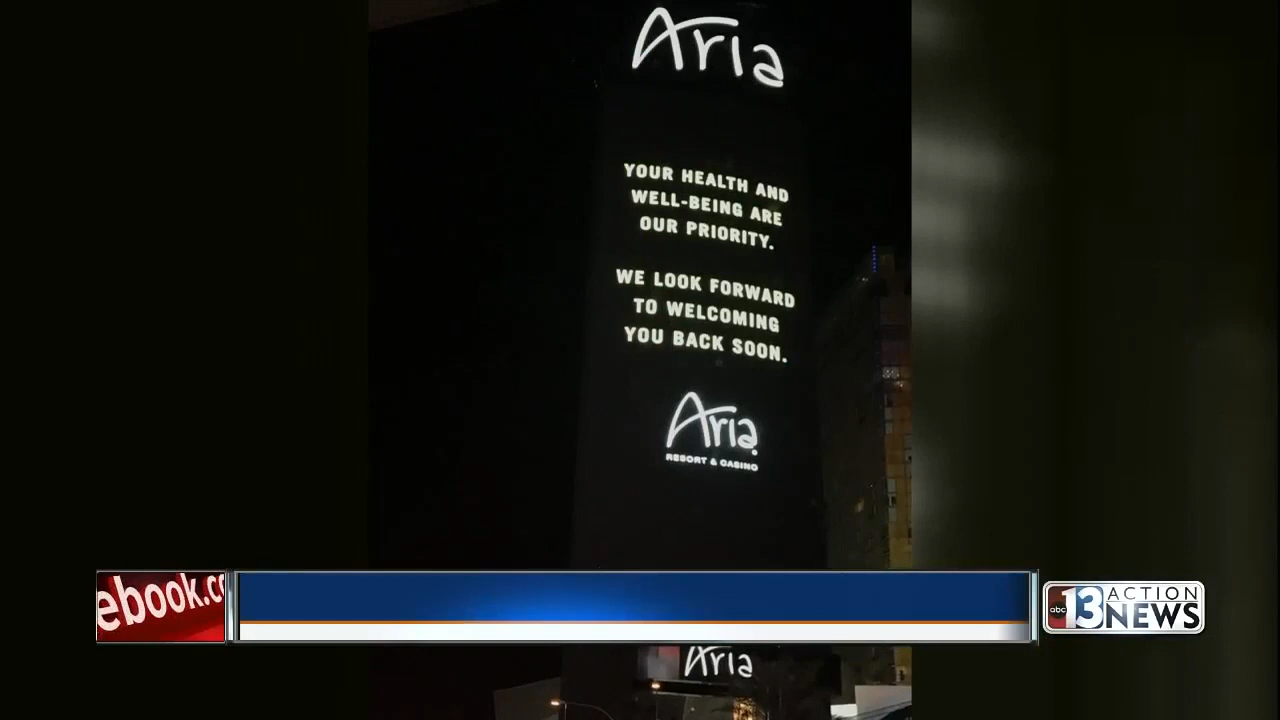 Aria
YOUR HEALTH AND
WELL-BEING ARE
OUR PRIORITY.
WE LOOK FORWARD
TO WELCOMING
YOU BACK SOON.
Aria
RESORT & CASINO
ebook.co
abc 13 ACTION
NEWS
Aria